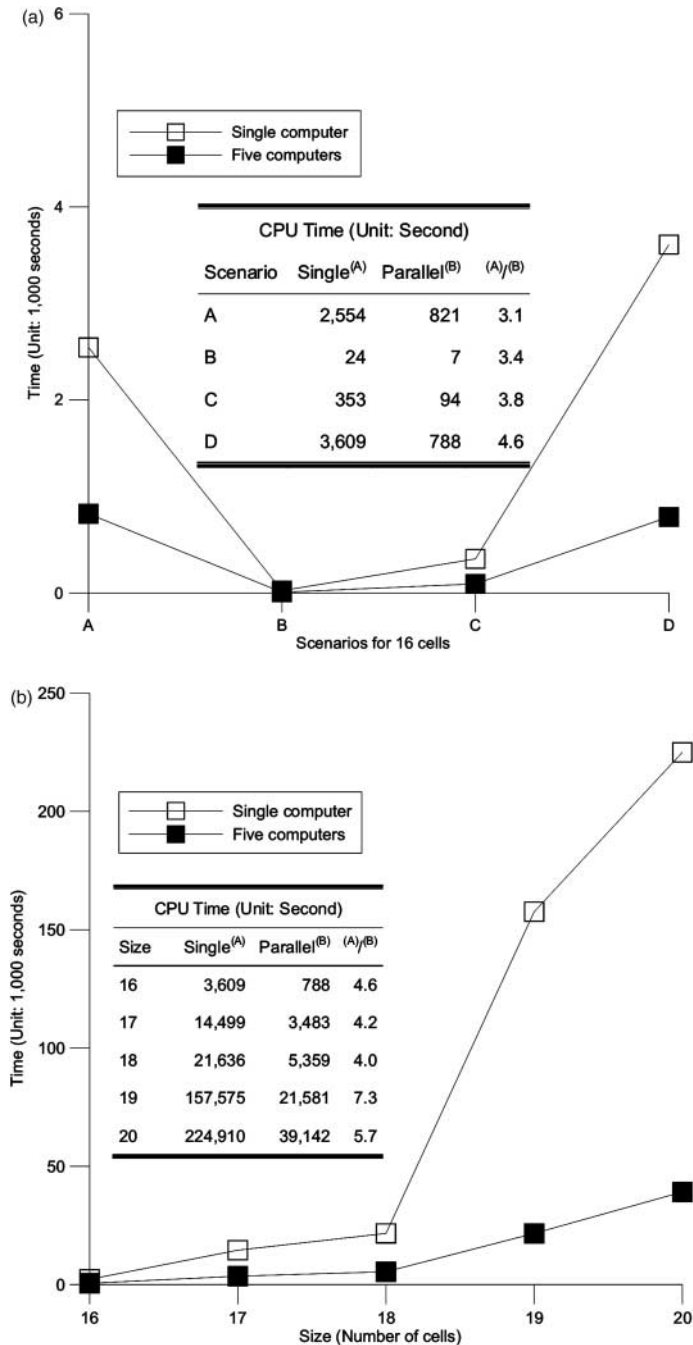 (a)
6
4
2
0
Time (Unit: 1,000 seconds)
Single computer
Five computers
CPU Time (Unit: Second)
Scenario Single(A) Parallel(B) (A)/(B)
A 2,554 821 3.1
B 24 7 3.4
C 353 94 3.8
D 3,609 788 4.6
A B C D
Scenarios for 16 cells
(b)
250
200
150
100
50
0
Time (Unit: 1,000 seconds)
Single computer
Five computers
CPU Time (Unit: Second)
Size Single(A) Parallel(B) (A)/(B)
16 3,609 788 4.6
17 14,499 3,483 4.2
18 21,636 5,359 4.0
19 157,575 21,581 7.3
20 224,910 39,142 5.7
16 17 18 19 20
Size (Number of cells)